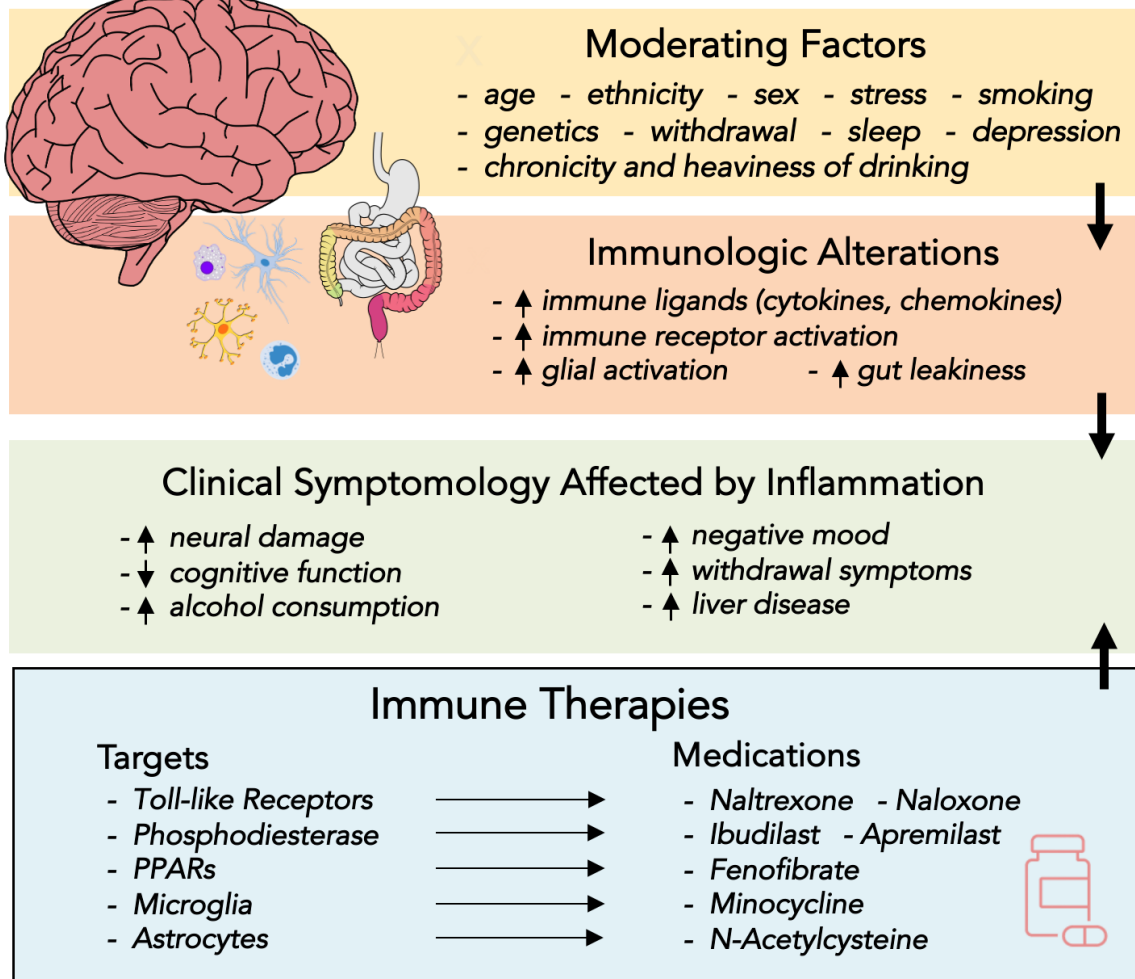 Moderating Factors
- age - ethnicity - sex - stress - smoking
- genetics - withdrawal - sleep - depression
- chronicity and heaviness of drinking
Immunologic Alterations
- ↑ immune ligands (cytokines, chemokines)
- ↑ immune receptor activation
- ↑ glial activation - ↑ gut leakiness
Clinical Symptomology Affected by Inflammation
- ↑ neural damage
- ↓ cognitive function
- ↑ alcohol consumption
- ↑ negative mood
- ↑ withdrawal symptoms
- ↑ liver disease
Immune Therapies
Targets
- Toll-like Receptors
- Phosphodiesterase
- PPARs
- Microglia
- Astrocytes
Medications
- Naltrexone - Naloxone
- Ibudilast - Apremilast
- Fenofibrate
- Minocycline
- N-Acetylcysteine